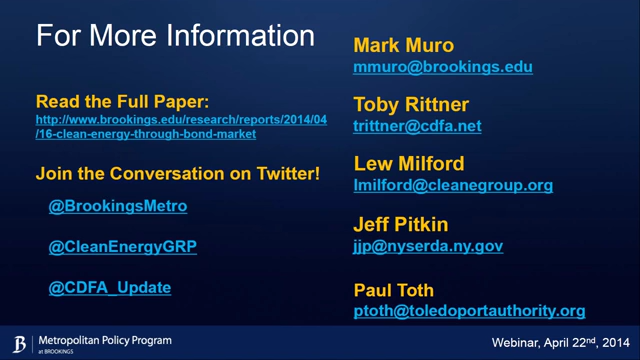 For More Information
Read the Full Paper:
http://www.brookings.edu/research/reports/2014/04
/16-clean-energy-through-bond-market
Join the Conversation on Twitter!
@BrookingsMetro
@CleanEnergyGRP
@CDFA_Update
Mark Muro
mmuro@brookings.edu
Toby Rittner
trittner@cdfa.net
Lew Milford
lmilford@cleanegroup.org
Jeff Pitkin
jjp@nyserda.ny.gov
Paul Toth
ptoth@toledoportauthority.org
B
Metropolitan Policy Program
at BROOKINGS
Webinar, April 22nd, 2014